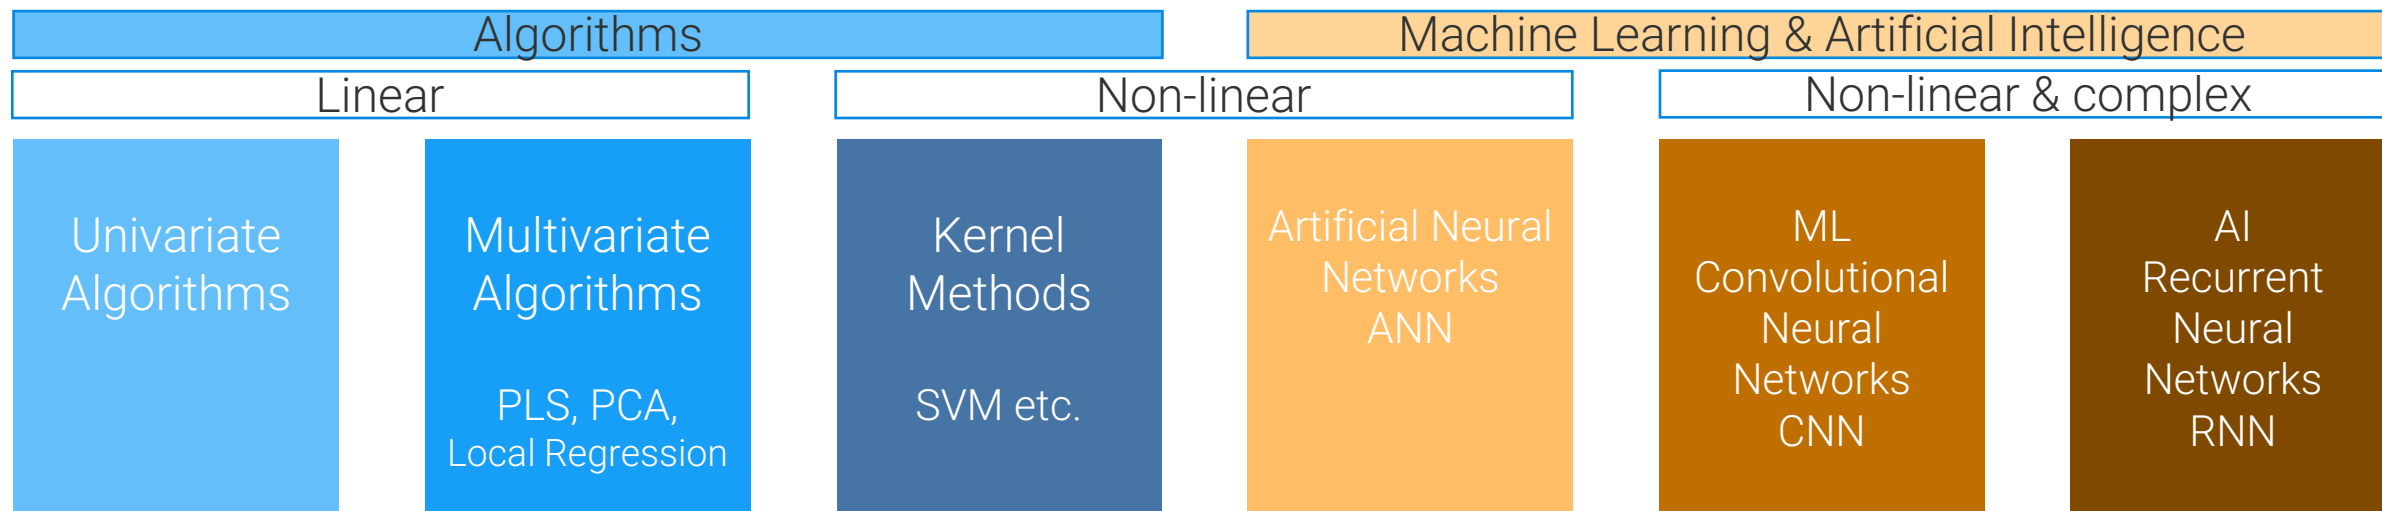 Algorithms
Machine Learning & Artificial Intelligence
Linear
Non-linear
Non-linear & complex
Univariate
Algorithms
Multivariate
Algorithms
PLS, PCA,
Local Regression
Kernel
Methods
SVM etc.
Artificial Neural
Networks
ANN
ML
Convolutional
Neural
Networks
CNN
AI
Recurrent
Neural
Networks
RNN